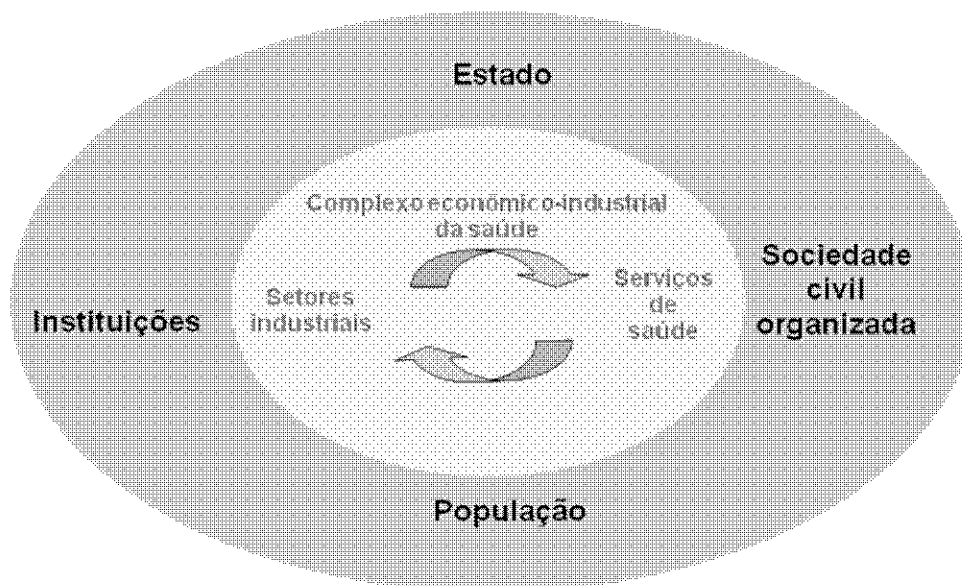 Estado
Complexo econômico-industrial
da saúde
Setores
industriais
Serviços
de
saúde
Instituições
Sociedade
civil
organizada
População